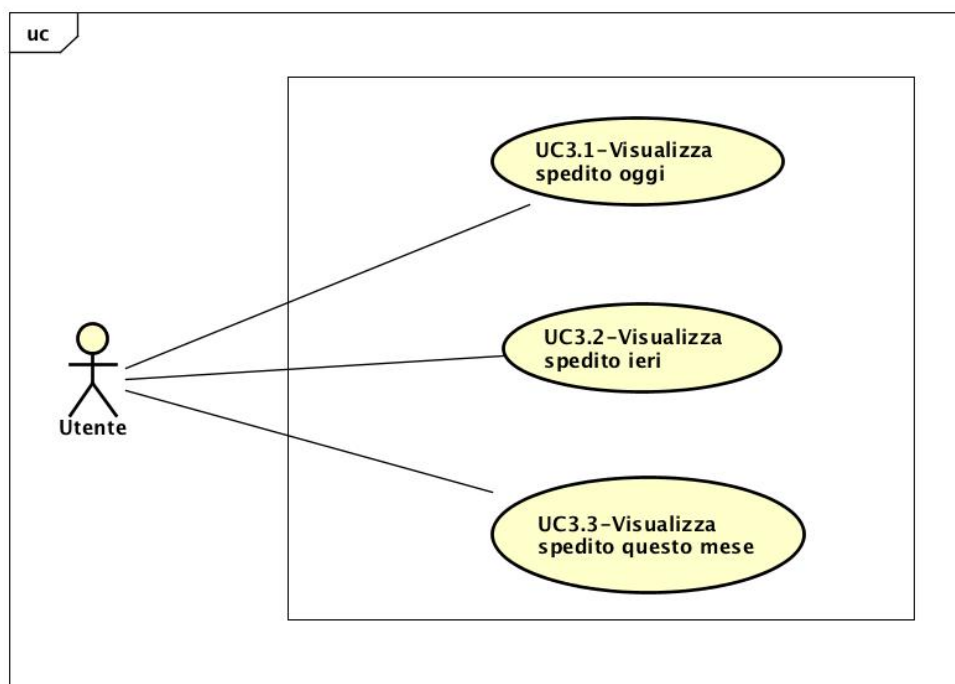 uc
UC3.1-Visualizza
spedito oggi
UC3.2-Visualizza
spedito ieri
Utente
UC3.3-Visualizza
spedito questo mese